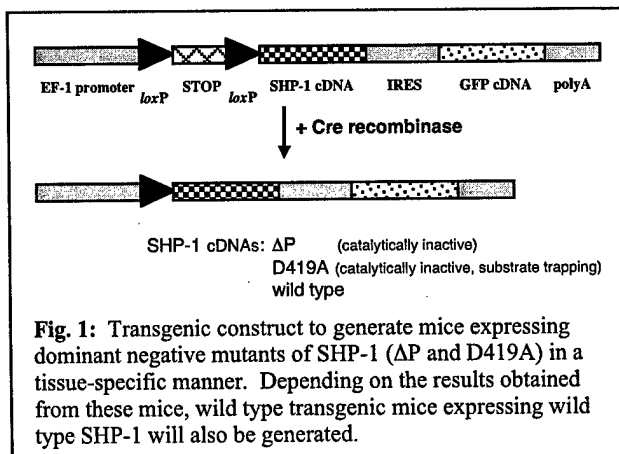 EF-1 promoter loxP STOP loxP SHP-1 cDNA IRES GFP cDNA polyA
+ Cre recombinase
SHP-1 cDNAs: ΔP (catalytically inactive)
D419A (catalytically inactive, substrate trapping)
wild type
Fig. 1: Transgenic construct to generate mice expressing
dominant negative mutants of SHP-1 (ΔP and D419A) in a
tissue-specific manner. Depending on the results obtained
from these mice, wild type transgenic mice expressing wild
type SHP-1 will also be generated.